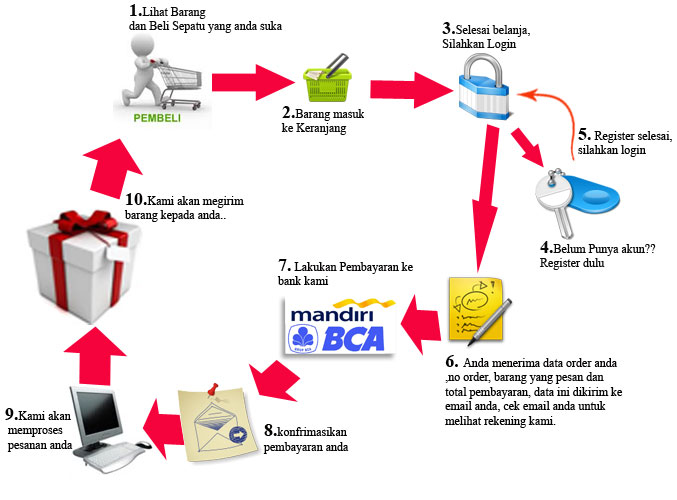 1.Lihat Barang
dan Beli Sepatu yang anda suka
PEMBELI
2.Barang masuk
ke Keranjang
3.Selesai belanja,
Silahkan Login
5. Register selesai,
silahkan login
4.Belum Punya akun??
Register dulu
6. Anda menerima data order anda
,no order, barang yang pesan dan
total pembayaran, data ini dikirim ke
email anda, cek email anda untuk
melihat rekening kami.
7. Lakukan Pembayaran ke
bank kami
mandiri
BCA
8.konfrimasikan
pembayaran anda
9.Kami akan
memproses
pesanan anda
10.Kami akan megirim
barang kepada anda..